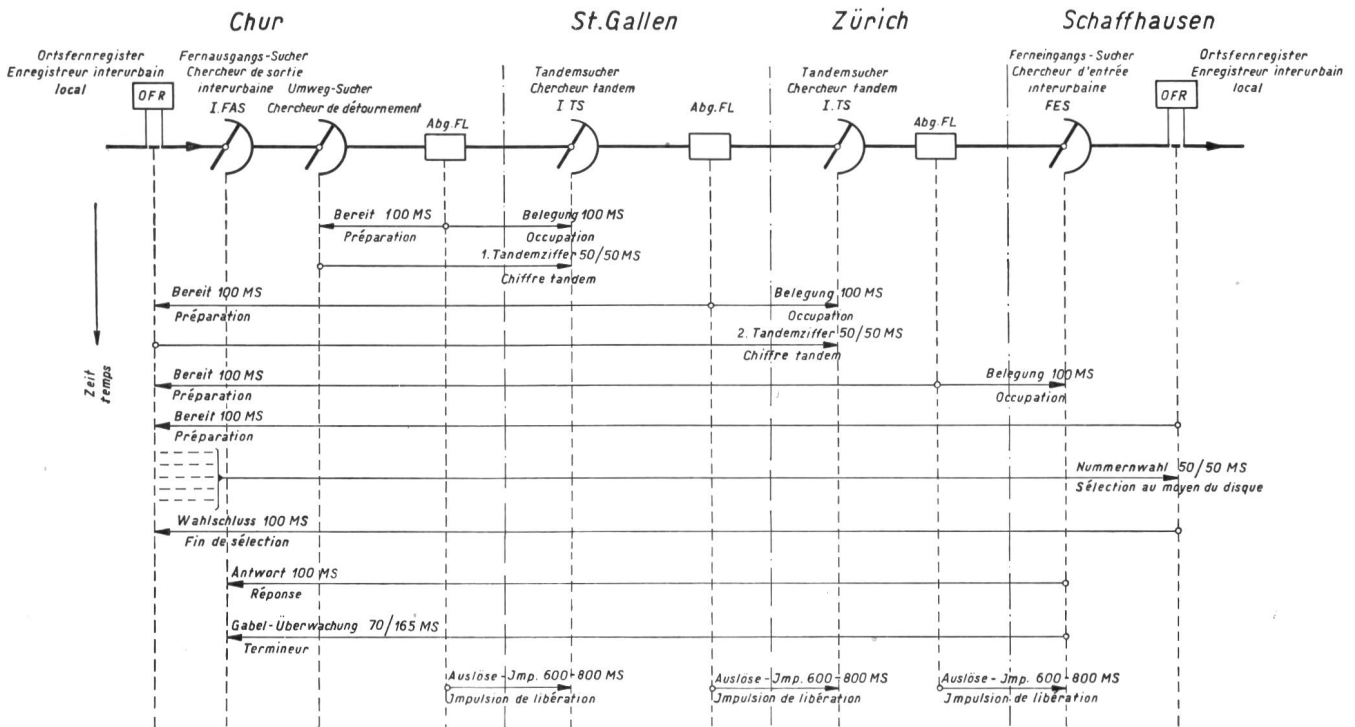 Chur
St.Gallen
Zürich
Schaffhausen
Ortsfernregister
Enregistreur interurbain
local
OFR
Fernausgangs-Sucher
Chercheur de sortie
interurbaine
I.FAS
Umweg-Sucher
Chercheur de détournement
Abg.FL
Tandemsucher
Chercheur tandem
I TS
Abg.FL
Tandemsucher
Chercheur tandem
I.TS
Abg.FL
Ferneingangs-Sucher
Chercheur d'entrée
interurbaine
FES
Ortsfernregister
Enregistreur interurbain
local
OFR
Zeit
temps
Bereit 100 MS
Préparation
Belegung 100 MS
Occupation
1. Tandemziffer 50/50 MS
Chiffre tandem
Bereit 100 MS
Préparation
Belegung 100 MS
Occupation
2. Tandemziffer 50/50 MS
Chiffre tandem
Bereit 100 MS
Préparation
Belegung 100 MS
Occupation
Bereit 100 MS
Préparation
Nummernwahl 50/50 MS
Sélection au moyen du disque
Wahlschluss 100 MS
Fin de sélection
Antwort 100 MS
Réponse
Gabel-Überwachung 70/165 MS
Termineur
Auslöse-Jmp. 600-800 MS
Jmpulsion de libération
Auslöse-Jmp. 600-800 MS
Jmpulsion de libération
Auslöse-Jmp. 600-800 MS
Jmpulsion de libération